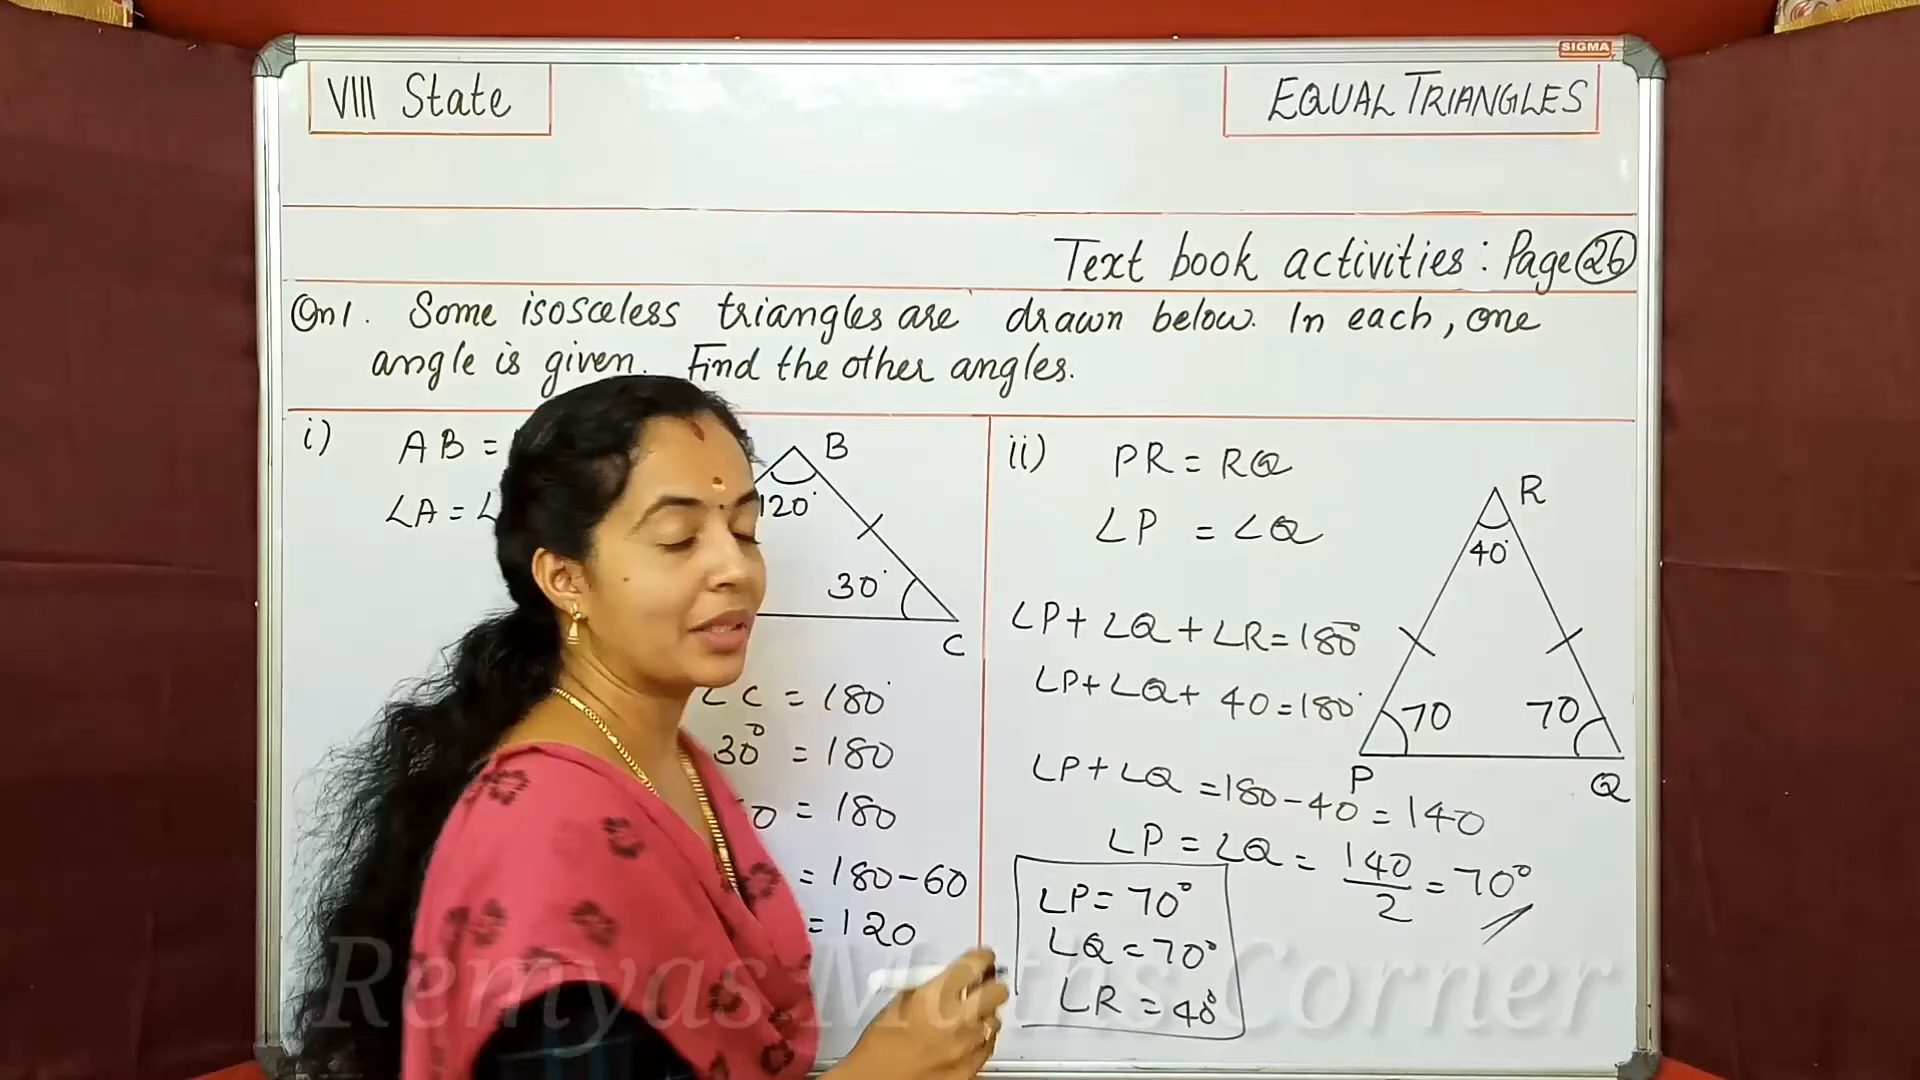 SIGMA
VIII State
EQUAL TRIANGLES
Text book activities : Page 26
Qn 1. Some isosceless triangles are drawn below. In each, one
angle is given. Find the other angles.
i) AB =
∠A = ∠
B
120°
30°
C
∠C = 180°
30° = 180
0 = 180
= 180 - 60
= 120
ii) PR = RQ
∠P = ∠Q
R
40°
∠P + ∠Q + ∠R = 180°
∠P + ∠Q + 40 = 180°
70 70
P Q
∠P + ∠Q = 180 - 40 = 140
∠P = ∠Q = 140/2 = 70°
∠P = 70°
∠Q = 70°
∠R = 40°
Remyas Maths Corner